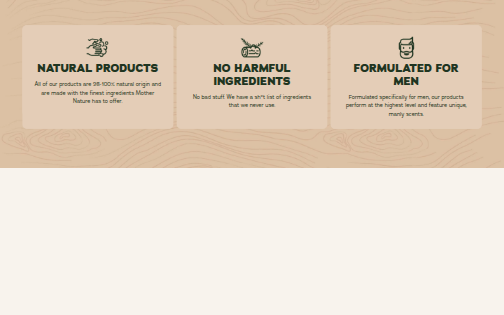 NATURAL PRODUCTS
All of our products are 98-100% natural origin and
are made with the finest ingredients Mother
Nature has to offer.
NO HARMFUL
INGREDIENTS
No bad stuff. We have a sh*t list of ingredients
that we never use.
FORMULATED FOR
MEN
Formulated specifically for men, our products
perform at the highest level and feature unique,
manly scents.